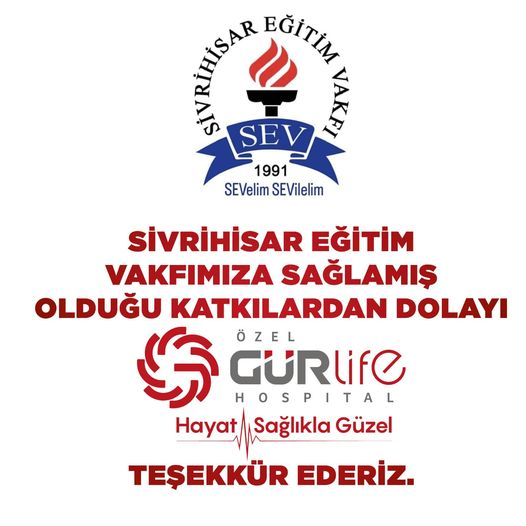 SİVRİHİSAR EĞİTİM VAKFI
SEV
1991
SEVelim SEVilelim
SİVRİHİSAR EĞİTİM
VAKFIMIZA SAĞLAMIŞ
OLDUĞU KATKILARDAN DOLAYI
ÖZEL
GÜRLife
HOSPITAL
Hayat Sağlıkla Güzel
TEŞEKKÜR EDERİZ.